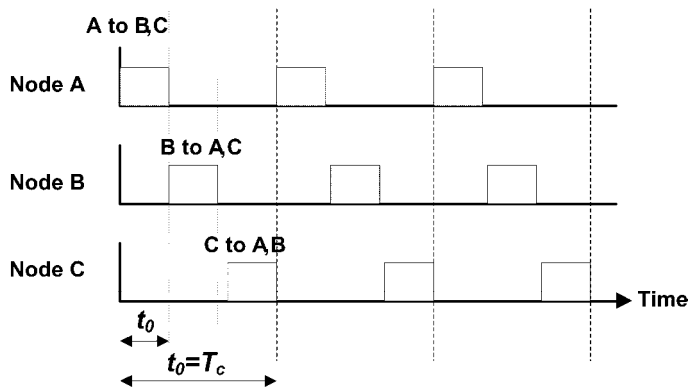 A to B,C
Node A
B to A,C
Node B
C to A,B
Node C
Time
t0
t0=Tc